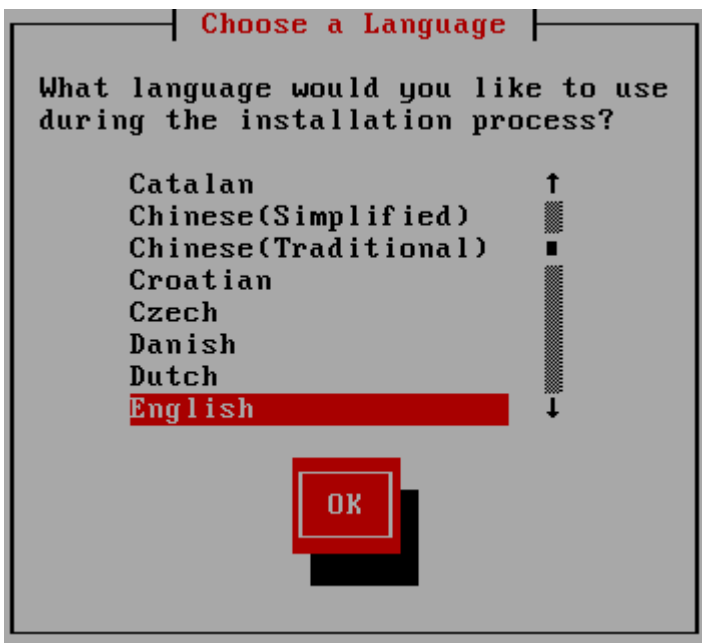 Choose a Language
What language would you like to use
during the installation process?
Catalan
Chinese(Simplified)
Chinese(Traditional)
Croatian
Czech
Danish
Dutch
English
OK